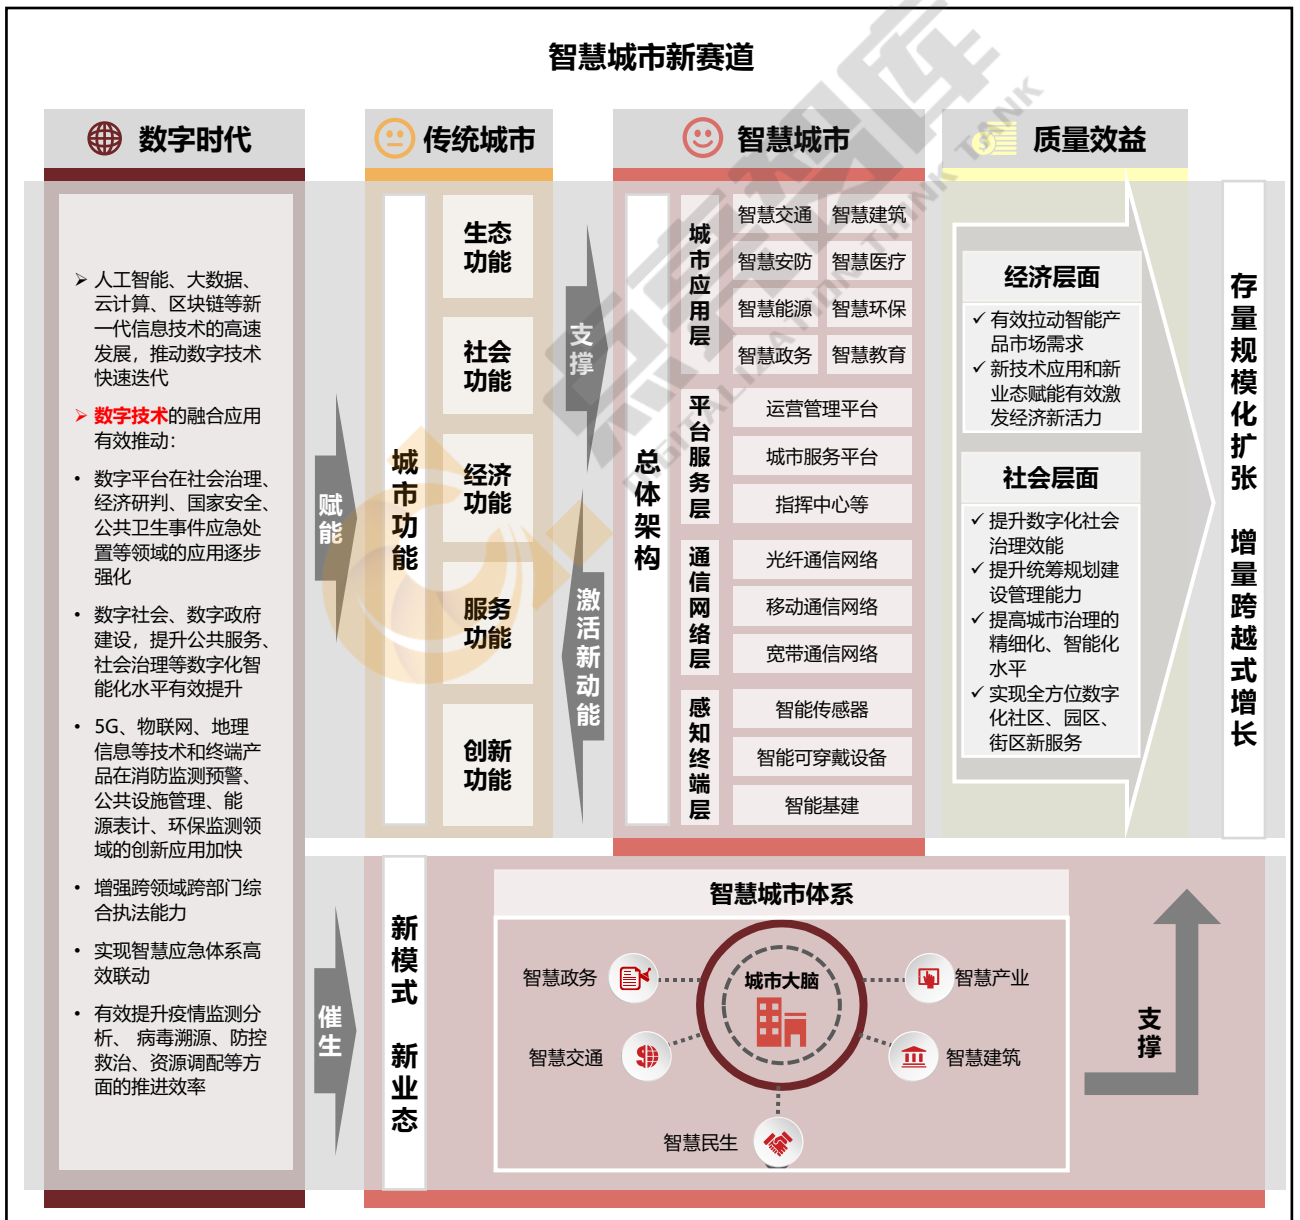 智慧城市新赛道
数字时代
人工智能、大数据、
云计算、区块链等新
一代信息技术的高速
发展，推动数字技术
快速迭代
数字技术的融合应用
有效推动：
数字平台在社会治理、
经济研判、国家安全、
公共卫生事件应急处
置等领域的应用逐步
强化
数字社会、数字政府
建设，提升公共服务、
社会治理等数字化智
能化水平有效提升
5G、物联网、地理
信息等技术和终端产
品在消防监测预警、
公共设施管理、能
源表计、环保监测领
域的创新应用加快
增强跨领域跨部门综
合执法能力
实现智慧应急体系高
效联动
有效提升疫情监测分
析、 病毒溯源、防控
救治、资源调配等方
面的推进效率
赋能
催生
传统城市
城市功能
生态
功能
社会
功能
经济
功能
服务
功能
创新
功能
支撑
激活新动能
智慧城市
总体架构
城市应用层
智慧交通
智慧建筑
智慧安防
智慧医疗
智慧能源
智慧环保
智慧政务
智慧教育
平台服务层
运营管理平台
城市服务平台
指挥中心等
通信网络层
光纤通信网络
移动通信网络
宽带通信网络
感知终端层
智能传感器
智能可穿戴设备
智能基建
质量效益
经济层面
有效拉动智能产
品市场需求
新技术应用和新
业态赋能有效激
发经济新活力
社会层面
提升数字化社会
治理效能
提升统筹规划建
设管理能力
提高城市治理的
精细化、智能化
水平
实现全方位数字
化社区、园区、
街区新服务
存量规模化扩张 增量跨越式增长
新模式 新业态
智慧城市体系
城市大脑
智慧政务
智慧产业
智慧交通
智慧建筑
智慧民生
支撑
点亮智库
DIGITALIZATION THINK TANK
THINK TANK